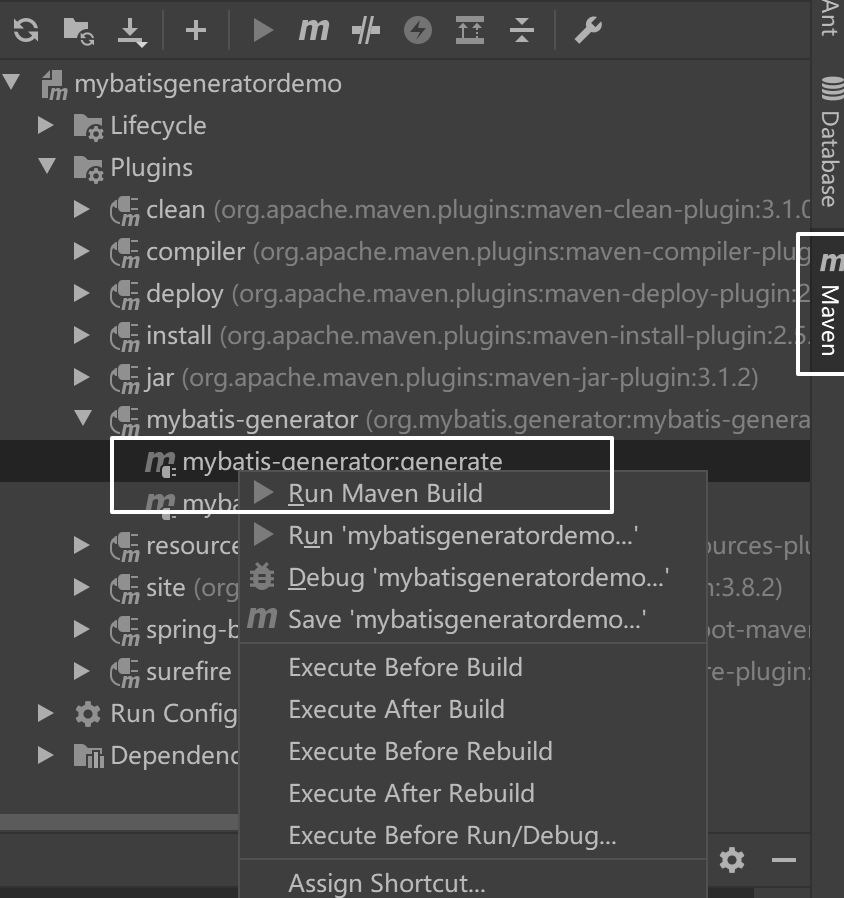 mybatisgeneratordemo
Lifecycle
Plugins
clean (org.apache.maven.plugins:maven-clean-plugin:3.1.0
compiler (org.apache.maven.plugins:maven-compiler-plug
deploy (org.apache.maven.plugins:maven-deploy-plugin:2
install (org.apache.maven.plugins:maven-install-plugin:2.5.
jar (org.apache.maven.plugins:maven-jar-plugin:3.1.2)
mybatis-generator (org.mybatis.generator:mybatis-genera
mybatis-generator:generate
myba
resource ources-plu
site (org n:3.8.2)
spring-b oot-maven
surefire re-plugin:
Run Config
Dependenc
Run Maven Build
Run 'mybatisgeneratordemo...'
Debug 'mybatisgeneratordemo...'
Save 'mybatisgeneratordemo...'
Execute Before Build
Execute After Build
Execute Before Rebuild
Execute After Rebuild
Execute Before Run/Debug...
Assign Shortcut...
Ant
Database
Maven